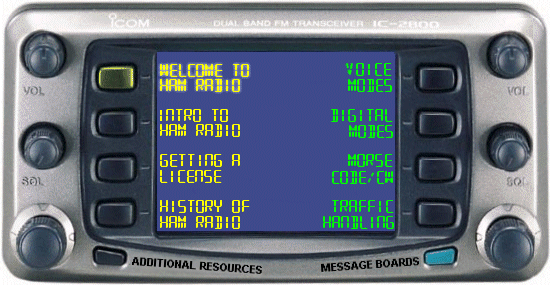 ICOM DUAL BAND FM TRANSCEIVER IC-2800
WELCOME TO
HAM RADIO
VOICE
MODES
VOL
VOL
INTRO TO
HAM RADIO
DIGITAL
MODES
GETTING A
LICENSE
MORSE
CODE/CW
SQL
SQL
HISTORY OF
HAM RADIO
TRAFFIC
HANDLING
ADDITIONAL RESOURCES
MESSAGE BOARDS